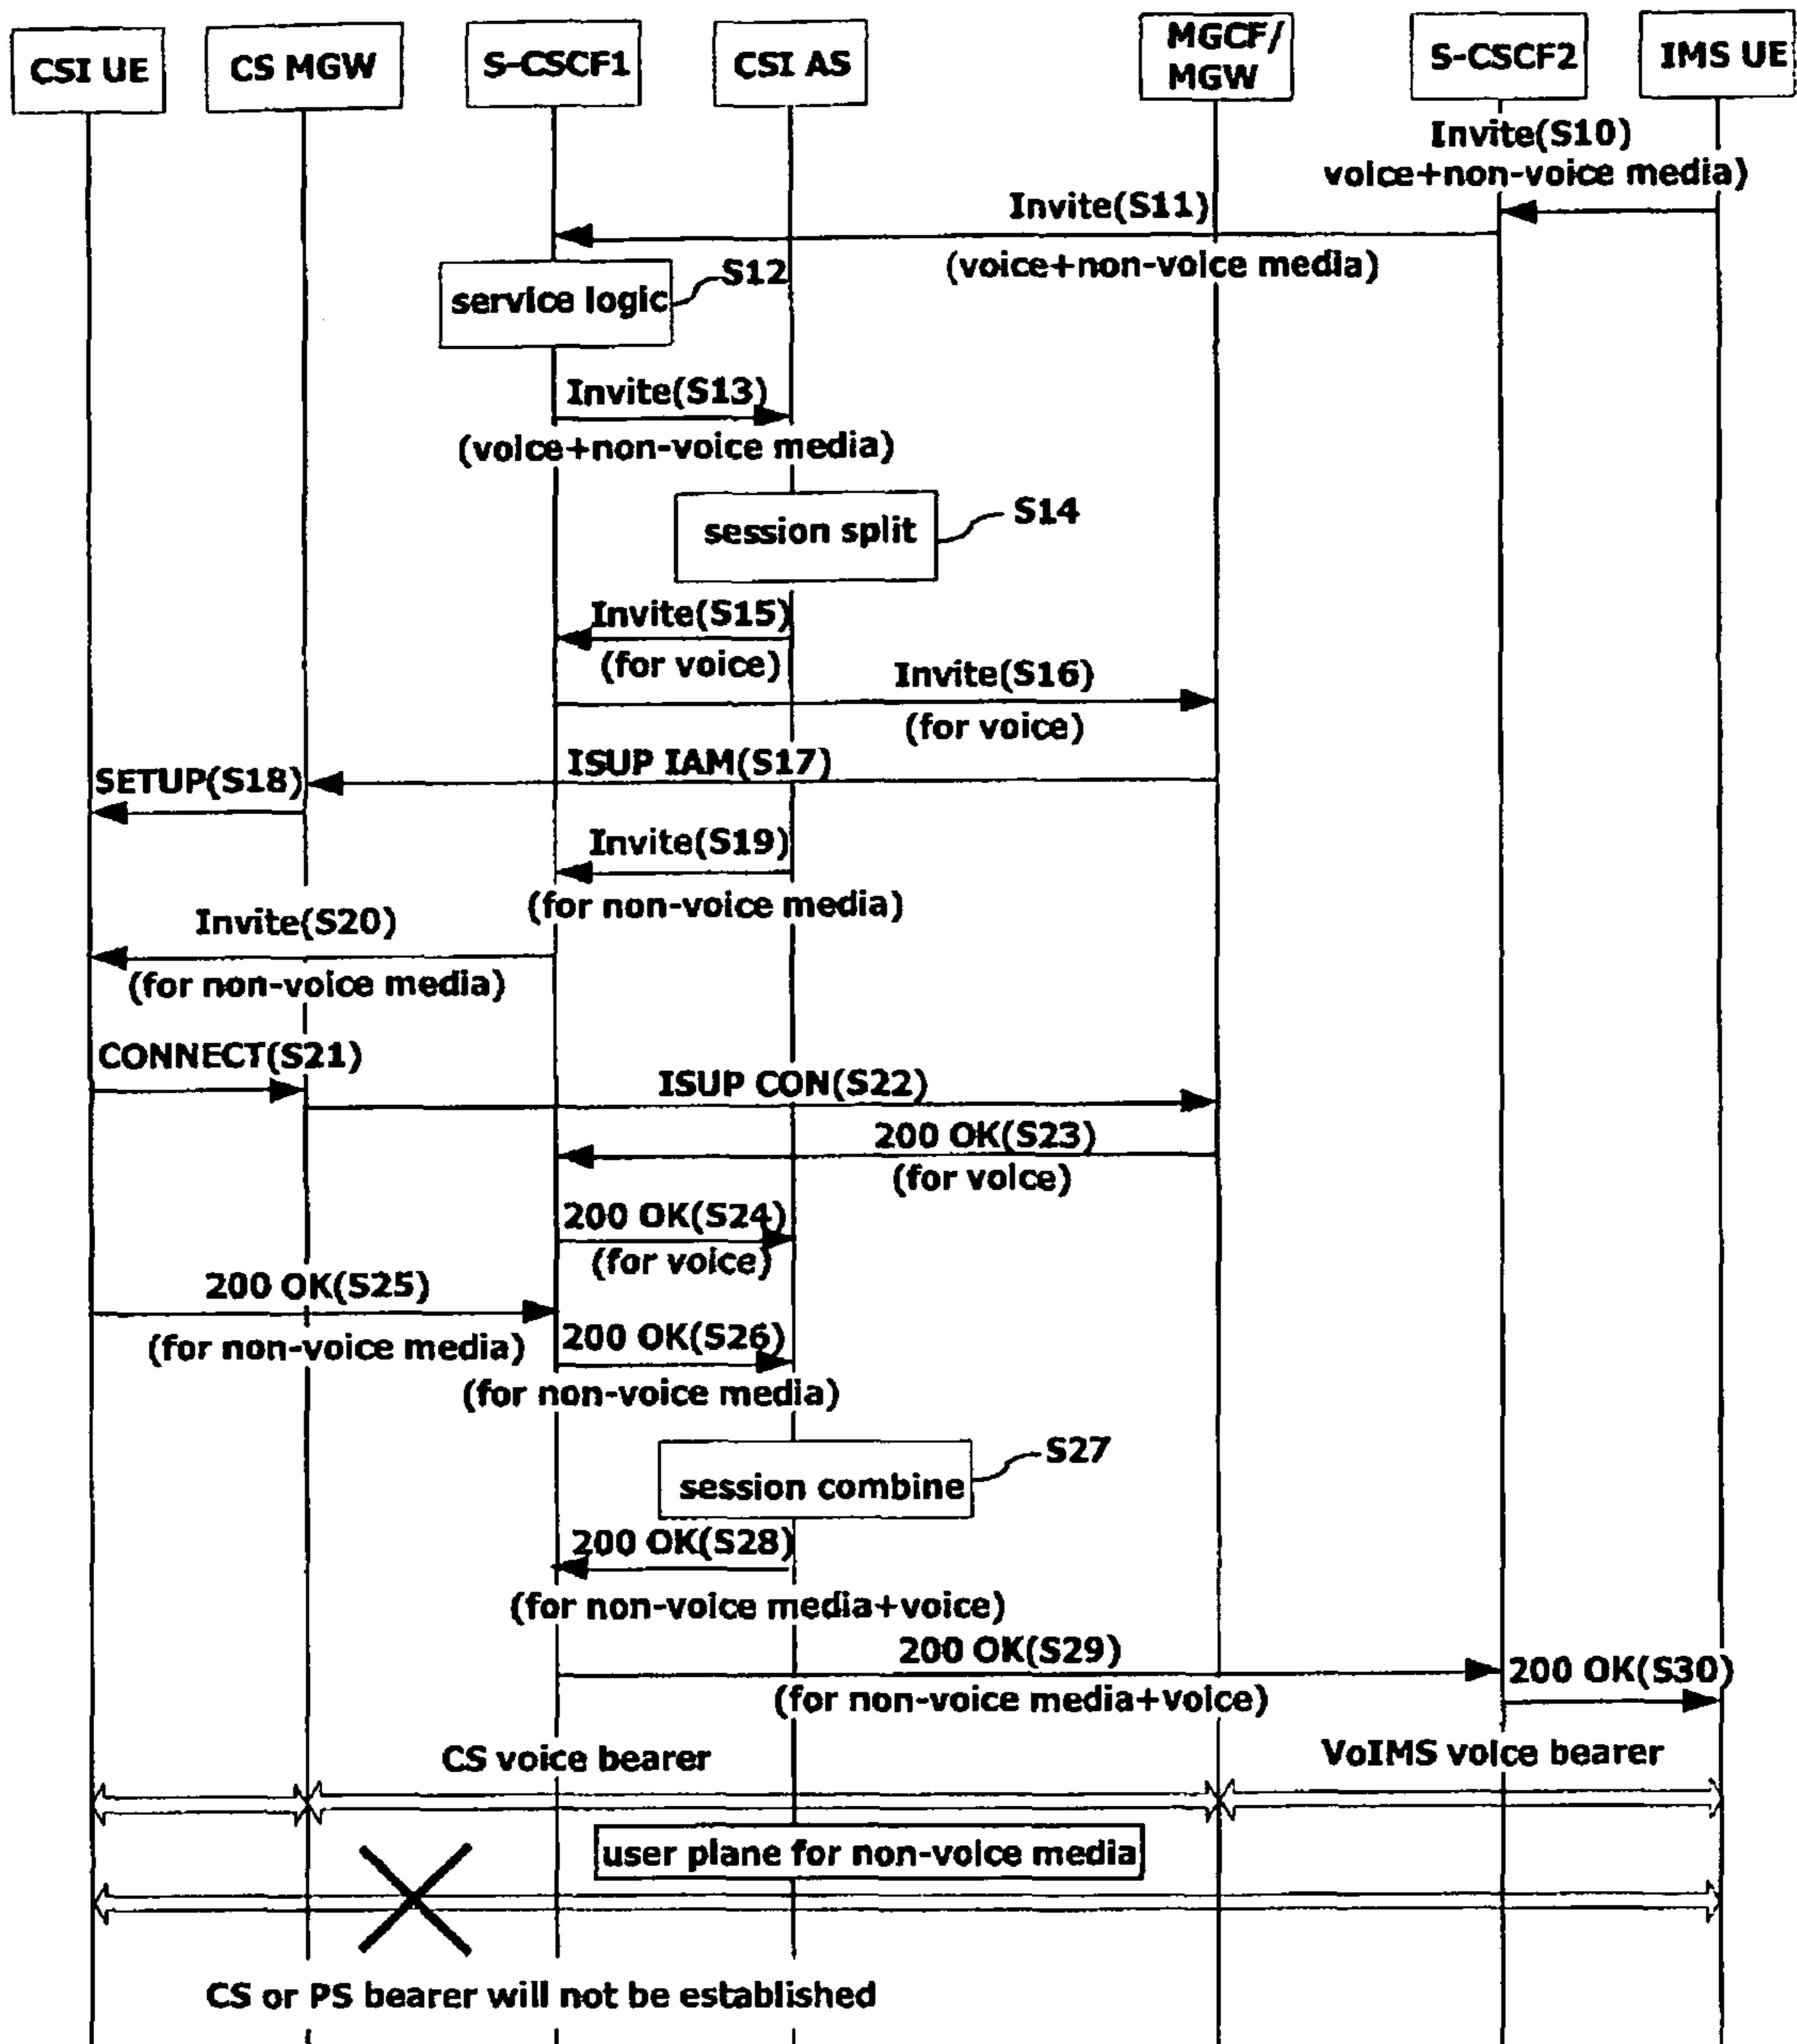 CSI UE
CS MGW
S-CSCF1
CSI AS
MGCF/
MGW
S-CSCF2
IMS UE
Invite(S10)
voice+non-voice media)
Invite(S11)
(voice+non-voice media)
service logic
S12
Invite(S13)
(voice+non-voice media)
session split
S14
Invite(S15)
(for voice)
Invite(S16)
(for voice)
ISUP IAM(S17)
SETUP(S18)
Invite(S19)
(for non-voice media)
Invite(S20)
(for non-voice media)
CONNECT(S21)
ISUP CON(S22)
200 OK(S23)
(for voice)
200 OK(S24)
(for voice)
200 OK(S25)
(for non-voice media)
200 OK(S26)
(for non-voice media)
S27
session combine
200 OK(S28)
(for non-voice media+voice)
200 OK(S29)
(for non-voice media+voice)
200 OK(S30)
CS voice bearer
VoIMS voice bearer
user plane for non-voice media
CS or PS bearer will not be established